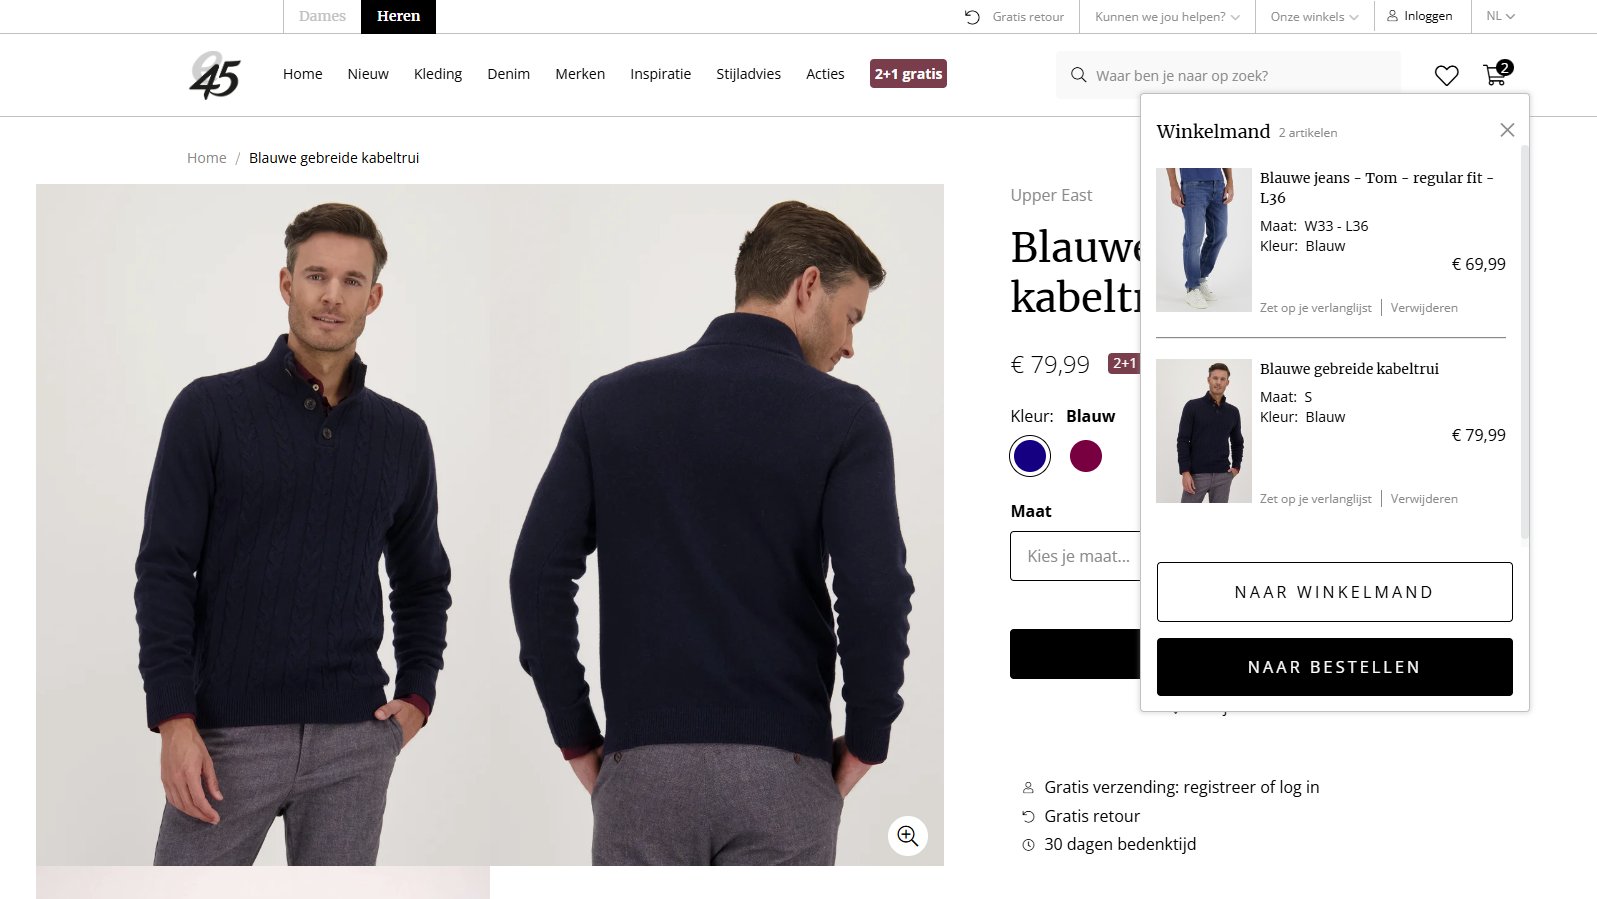 Dames
Heren
Gratis retour
Kunnen we jou helpen?
Onze winkels
Inloggen
NL
45
Home
Nieuw
Kleding
Denim
Merken
Inspiratie
Stijladvies
Acties
2+1 gratis
Waar ben je naar op zoek?
2
Home / Blauwe gebreide kabeltrui
Winkelmand 2 artikelen
Blauwe jeans - Tom - regular fit -
L36
Maat: W33 - L36
Kleur: Blauw
€ 69,99
Zet op je verlanglijst
Verwijderen
Blauwe gebreide kabeltrui
Maat: S
Kleur: Blauw
€ 79,99
Zet op je verlanglijst
Verwijderen
NAAR WINKELMAND
NAAR BESTELLEN
Upper East
€ 79,99
2+1
Kleur: Blauw
Maat
Kies je maat...
Gratis verzending: registreer of log in
Gratis retour
30 dagen bedenktijd